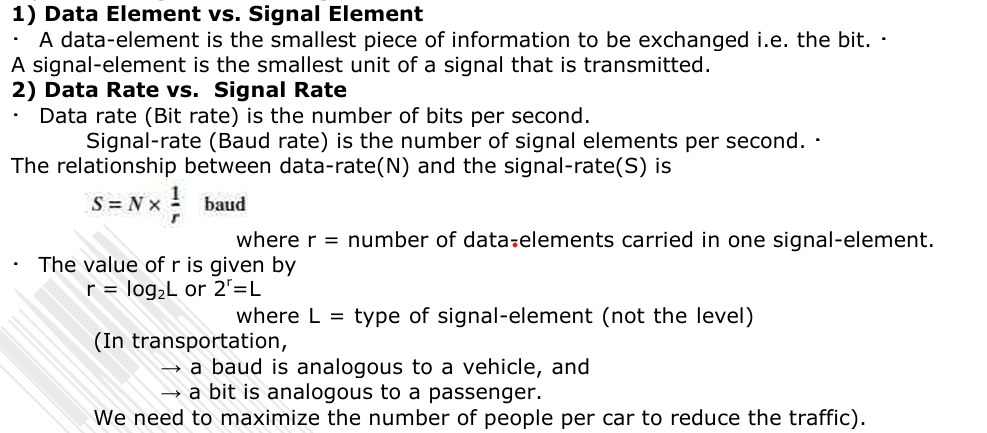 1) Data Element vs. Signal Element
· A data-element is the smallest piece of information to be exchanged i.e. the bit. ·
A signal-element is the smallest unit of a signal that is transmitted.
2) Data Rate vs. Signal Rate
· Data rate (Bit rate) is the number of bits per second.
Signal-rate (Baud rate) is the number of signal elements per second. ·
The relationship between data-rate(N) and the signal-rate(S) is
S = N × 1/r baud
where r = number of data-elements carried in one signal-element.
· The value of r is given by
r = log₂L or 2ʳ=L
where L = type of signal-element (not the level)
(In transportation,
→ a baud is analogous to a vehicle, and
→ a bit is analogous to a passenger.
We need to maximize the number of people per car to reduce the traffic).